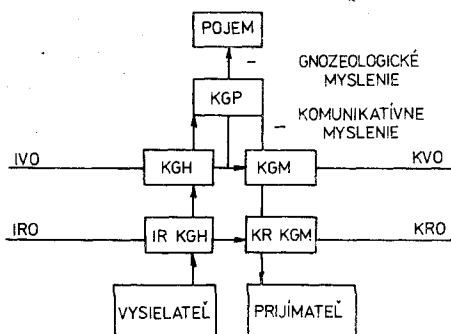 POJEM
GNOZEOLOGICKÉ
MYSLENIE
KGP
KOMUNIKATÍVNE
MYSLENIE
IVO
KGH
KGM
KVO
IRO
IR KGH
KR KGM
KRO
VYSIELATEĽ
PRIJÍMATEĽ